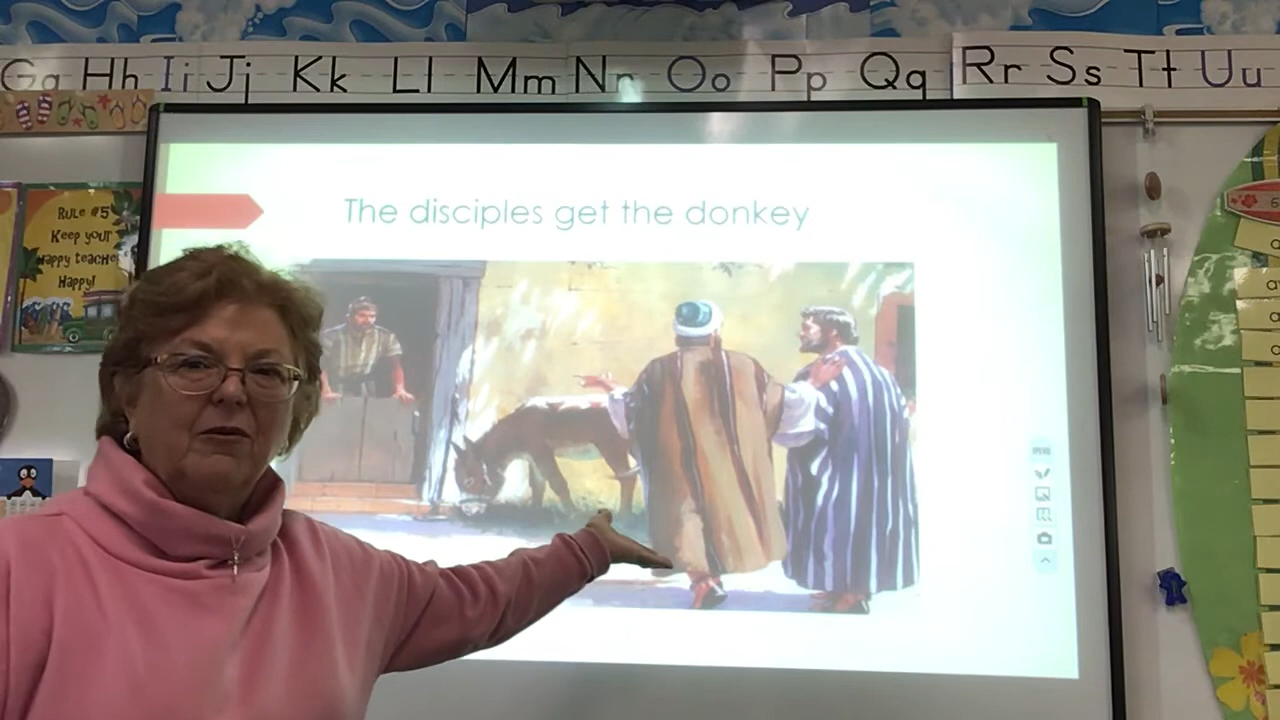 Gg Hh Ii Jj Kk Ll Mm Nn Oo Pp Qq Rr Ss Tt Uu
The disciples get the donkey
RULE #5
Keep your
happy teacher
Happy!